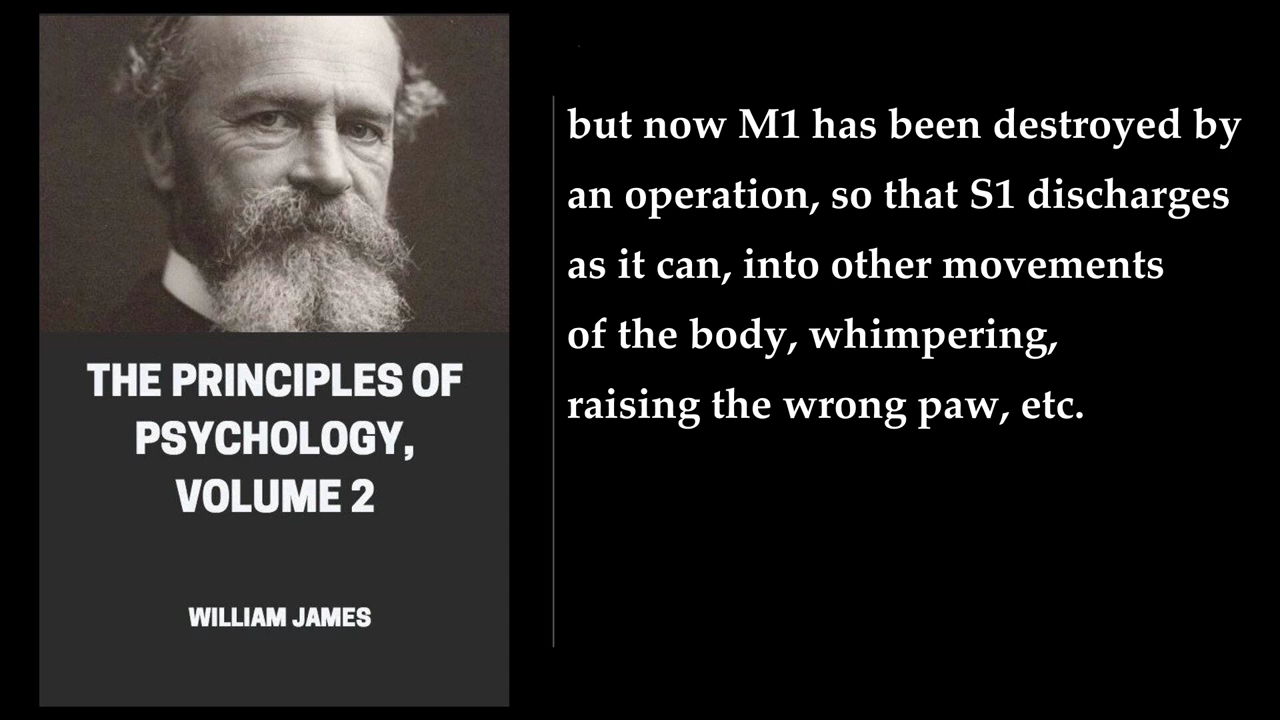 THE PRINCIPLES OF
PSYCHOLOGY,
VOLUME 2
WILLIAM JAMES
but now M1 has been destroyed by
an operation, so that S1 discharges
as it can, into other movements
of the body, whimpering,
raising the wrong paw, etc.